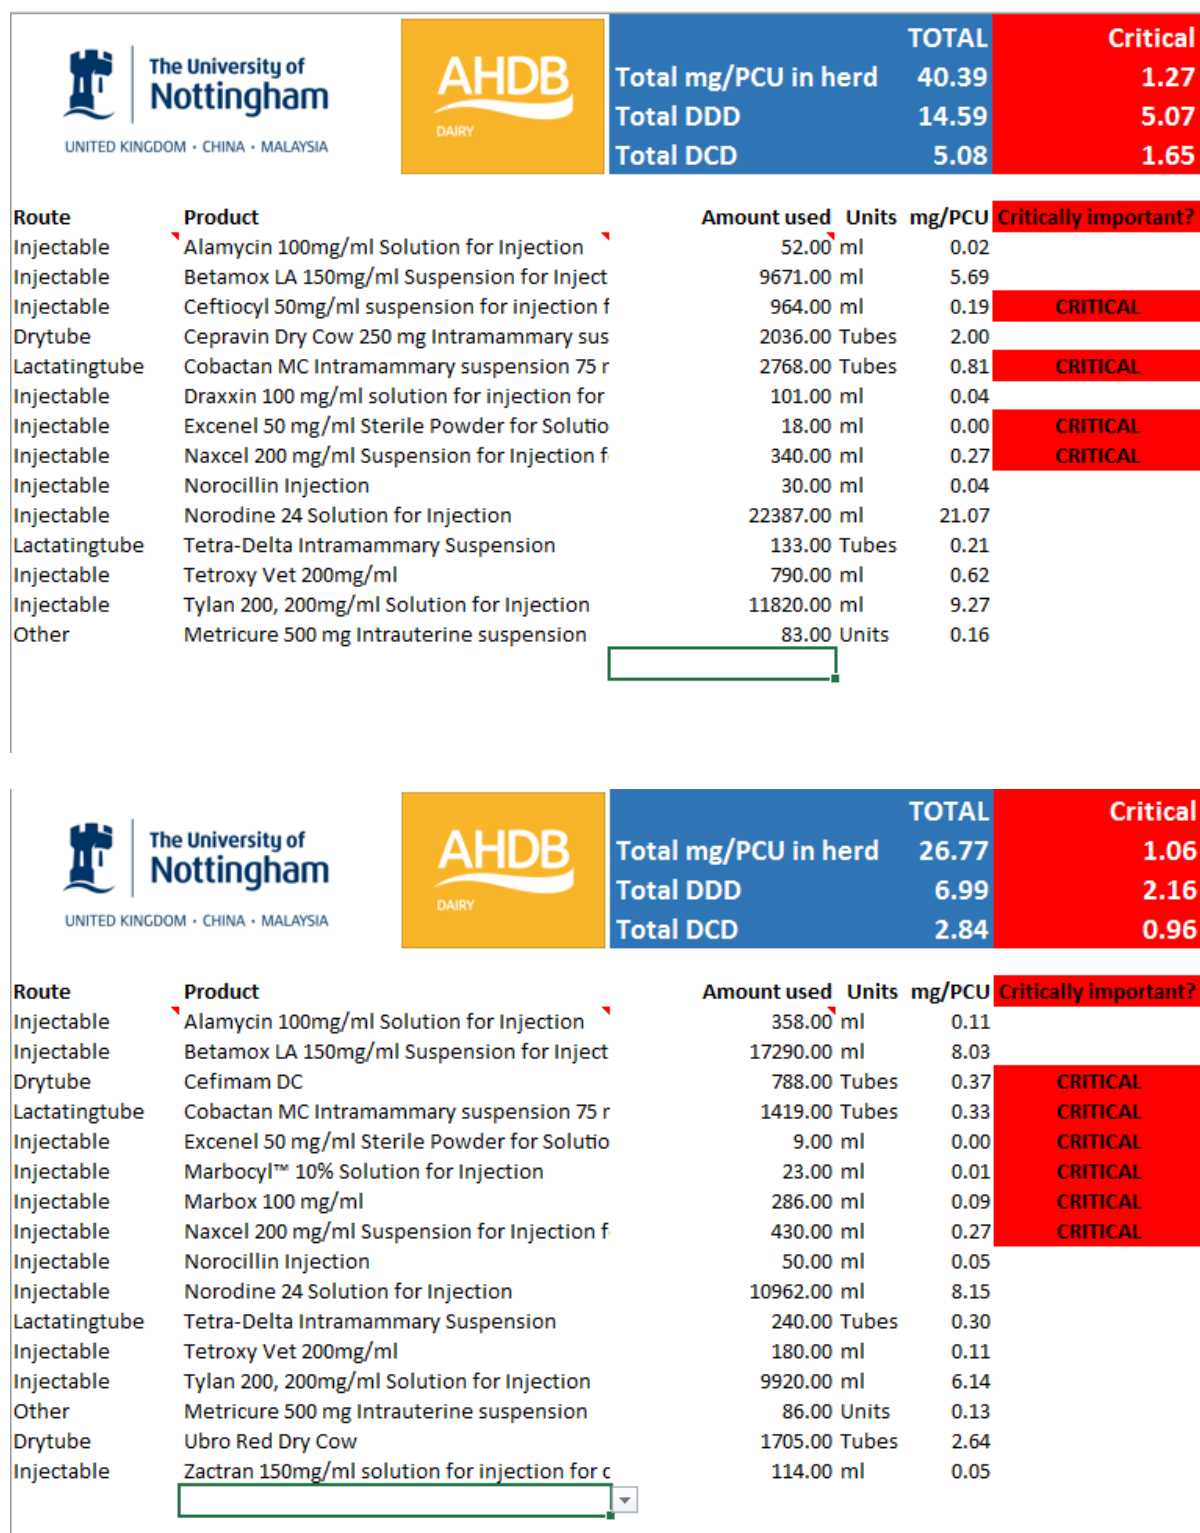 The University of
Nottingham
UNITED KINGDOM · CHINA · MALAYSIA
AHDB
DAIRY
TOTAL Critical
Total mg/PCU in herd 40.39 1.27
Total DDD 14.59 5.07
Total DCD 5.08 1.65
Route Product Amount used Units mg/PCU Critically important?
Injectable Alamycin 100mg/ml Solution for Injection 52.00 ml 0.02
Injectable Betamox LA 150mg/ml Suspension for Inject 9671.00 ml 5.69
Injectable Ceftiocyl 50mg/ml suspension for injection f 964.00 ml 0.19 CRITICAL
Drytube Cepravin Dry Cow 250 mg Intramammary sus 2036.00 Tubes 2.00
Lactatingtube Cobactan MC Intramammary suspension 75 r 2768.00 Tubes 0.81 CRITICAL
Injectable Draxxin 100 mg/ml solution for injection for 101.00 ml 0.04
Injectable Excenel 50 mg/ml Sterile Powder for Solutio 18.00 ml 0.00 CRITICAL
Injectable Naxcel 200 mg/ml Suspension for Injection f 340.00 ml 0.27 CRITICAL
Injectable Norocillin Injection 30.00 ml 0.04
Injectable Norodine 24 Solution for Injection 22387.00 ml 21.07
Lactatingtube Tetra-Delta Intramammary Suspension 133.00 Tubes 0.21
Injectable Tetroxy Vet 200mg/ml 790.00 ml 0.62
Injectable Tylan 200, 200mg/ml Solution for Injection 11820.00 ml 9.27
Other Metricure 500 mg Intrauterine suspension 83.00 Units 0.16
The University of
Nottingham
UNITED KINGDOM · CHINA · MALAYSIA
AHDB
DAIRY
TOTAL Critical
Total mg/PCU in herd 26.77 1.06
Total DDD 6.99 2.16
Total DCD 2.84 0.96
Route Product Amount used Units mg/PCU Critically important?
Injectable Alamycin 100mg/ml Solution for Injection 358.00 ml 0.11
Injectable Betamox LA 150mg/ml Suspension for Inject 17290.00 ml 8.03
Drytube Cefimam DC 788.00 Tubes 0.37 CRITICAL
Lactatingtube Cobactan MC Intramammary suspension 75 r 1419.00 Tubes 0.33 CRITICAL
Injectable Excenel 50 mg/ml Sterile Powder for Solutio 9.00 ml 0.00 CRITICAL
Injectable Marbocyl™ 10% Solution for Injection 23.00 ml 0.01 CRITICAL
Injectable Marbox 100 mg/ml 286.00 ml 0.09 CRITICAL
Injectable Naxcel 200 mg/ml Suspension for Injection f 430.00 ml 0.27 CRITICAL
Injectable Norocillin Injection 50.00 ml 0.05
Injectable Norodine 24 Solution for Injection 10962.00 ml 8.15
Lactatingtube Tetra-Delta Intramammary Suspension 240.00 Tubes 0.30
Injectable Tetroxy Vet 200mg/ml 180.00 ml 0.11
Injectable Tylan 200, 200mg/ml Solution for Injection 9920.00 ml 6.14
Other Metricure 500 mg Intrauterine suspension 86.00 Units 0.13
Drytube Ubro Red Dry Cow 1705.00 Tubes 2.64
Injectable Zactran 150mg/ml solution for injection for c 114.00 ml 0.05